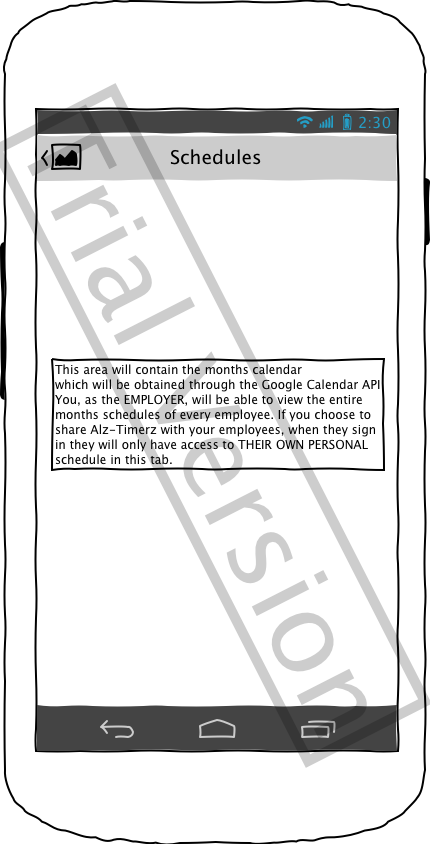 2:30
Schedules
This area will contain the months calendar
which will be obtained through the Google Calendar API
You, as the EMPLOYER, will be able to view the entire
months schedules of every employee. If you choose to
share Alz-Timerz with your employees, when they sign
in they will only have access to THEIR OWN PERSONAL
schedule in this tab.
Trial Version